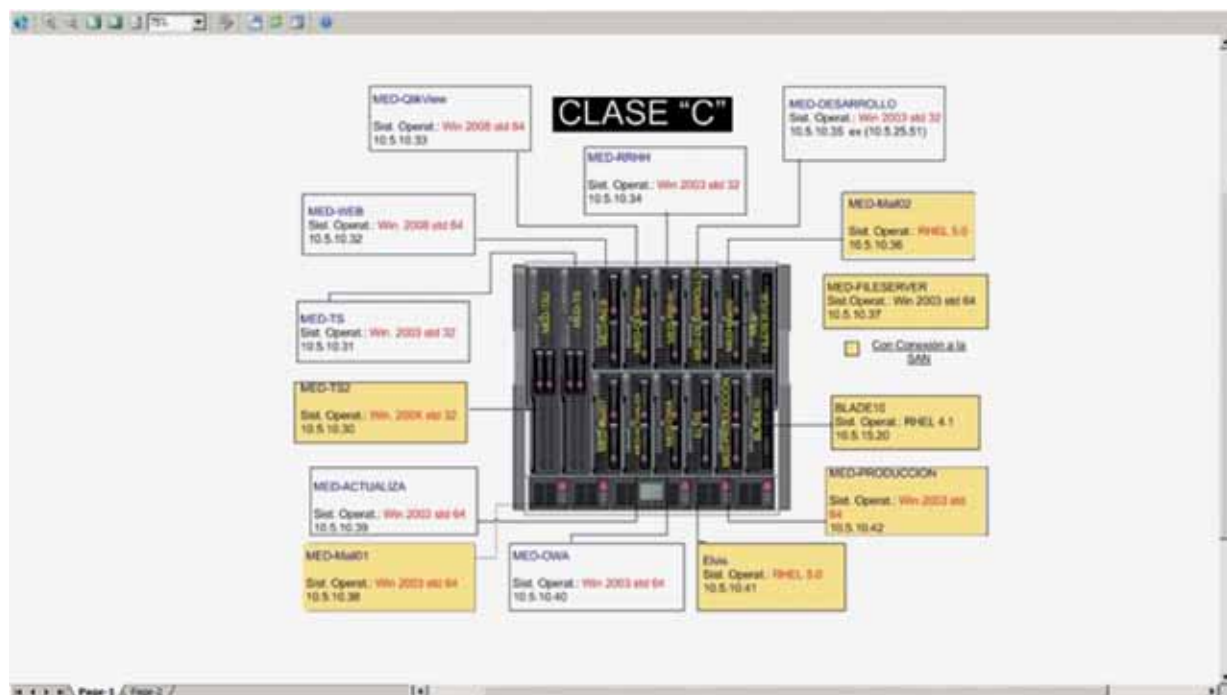 75%
CLASE "C"
MED-QlikView
Sist. Operat.: Win 2008 std 64
10.5.10.33
MED-DESARROLLO
Sist. Operat.: Win 2003 std 32
10.5.10.35 ex (10.5.25.51)
MED-RRHH
Sist. Operat.: Win 2003 std 32
10.5.10.34
MED-WEB
Sist. Operat.: Win 2008 std 64
10.5.10.32
MED-Mail02
Sist. Operat.: RHEL 5.0
10.5.10.36
MED-FILESERVER
Sist. Operat.: Win 2003 std 64
10.5.10.37
Con Conexión a la
SAN
MED-TS
Sist. Operat.: Win. 2003 std 32
10.5.10.31
MED-TS2
Sist. Operat.: Win. std 32
10.5.10.30
BLADE10
Sist. Operat.: RHEL 4.1
10.5.15.20
MED-ACTUALIZA
Sist. Operat.: Win 2003 std 64
10.5.10.39
MED-PRODUCCION
Sist. Operat.: Win 2003 std
64
10.5.10.42
MED-Mail01
Sist. Operat.: Win 2003 std 64
10.5.10.38
MED-OWA
Sist. Operat.: Win 2003 std 64
10.5.10.40
Elvis
Sist. Operat.: RHEL 5.0
10.5.10.41
MED-TS2
MED-TS
MED-DESARROLLO
MED-PRODUCCION
Page-1
Page-2